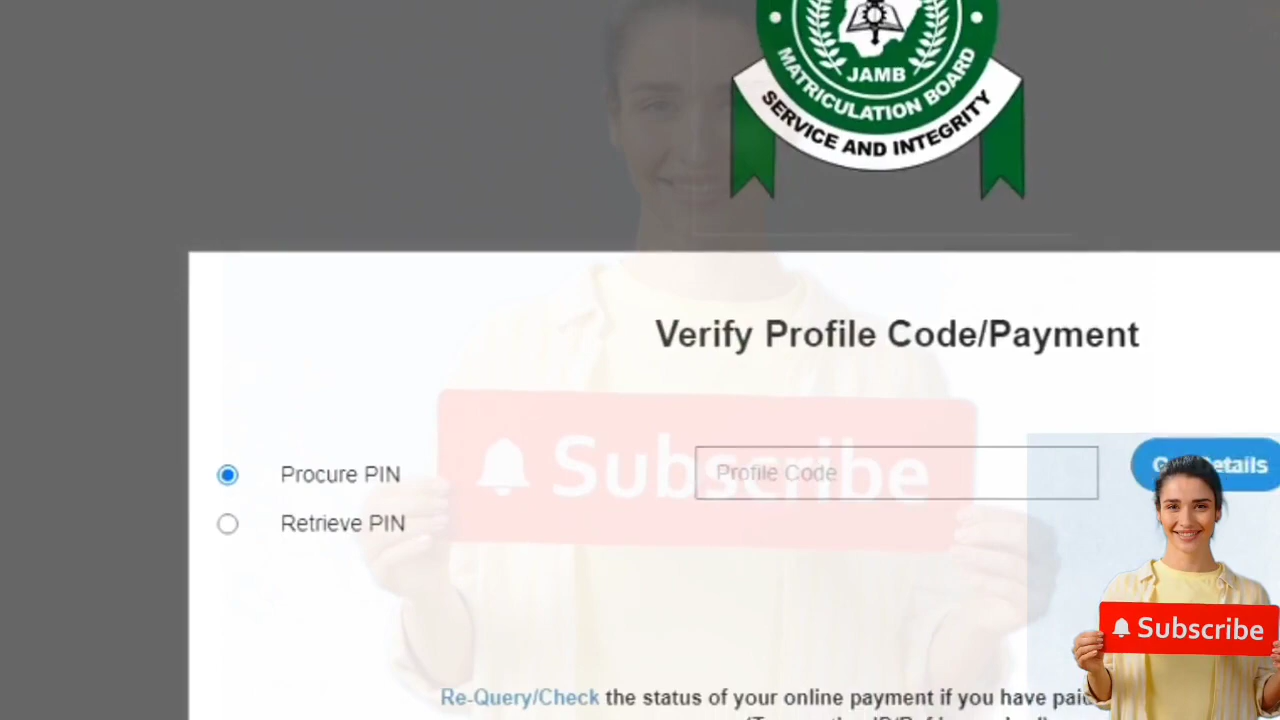 JAMB
MATRICULATION BOARD
SERVICE AND INTEGRITY
Verify Profile Code/Payment
Subscribe
Procure PIN
Profile Code
Details
Retrieve PIN
Subscribe
Re-Query/Check the status of your online payment if you have paid